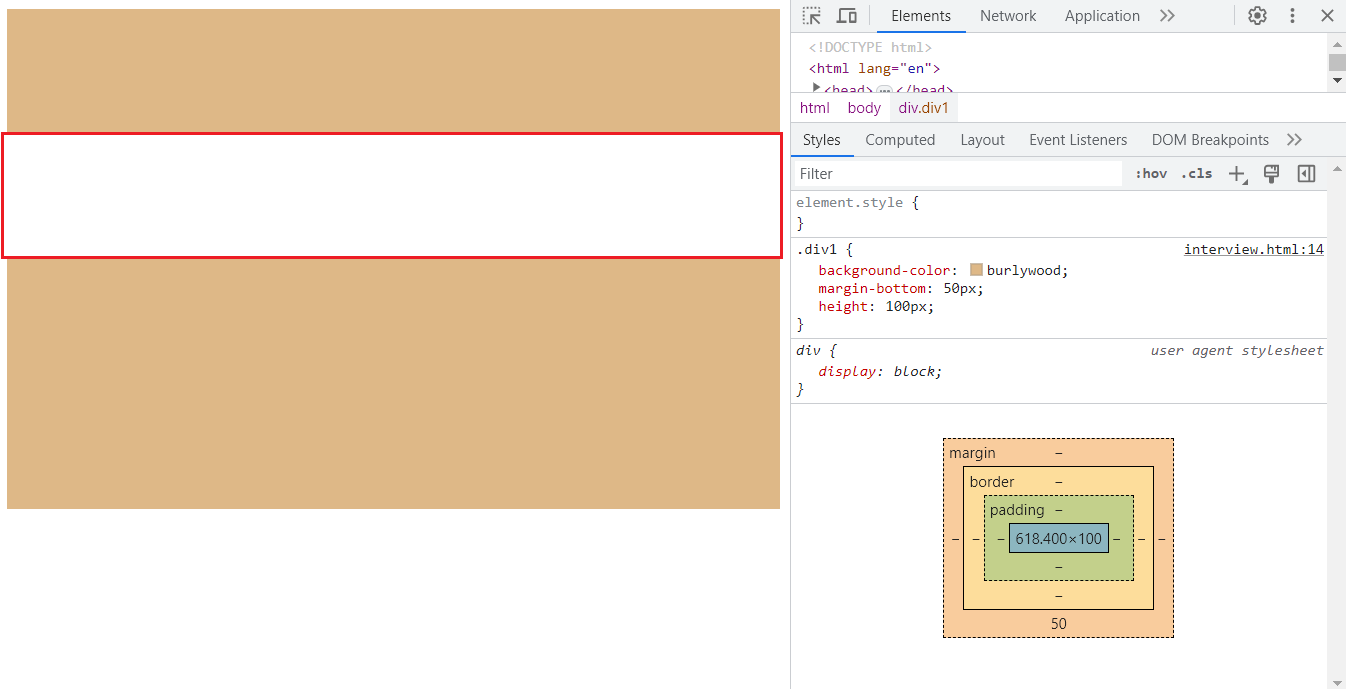 Elements Network Application
<!DOCTYPE html>
<html lang="en">
<head> … </head>
html body div.div1
Styles Computed Layout Event Listeners DOM Breakpoints
Filter :hov .cls
element.style {
}
.div1 { interview.html:14
background-color: burlywood;
margin-bottom: 50px;
height: 100px;
}
div { user agent stylesheet
display: block;
}
margin –
border –
padding –
– – – 618.400×100 – – –
–
–
50